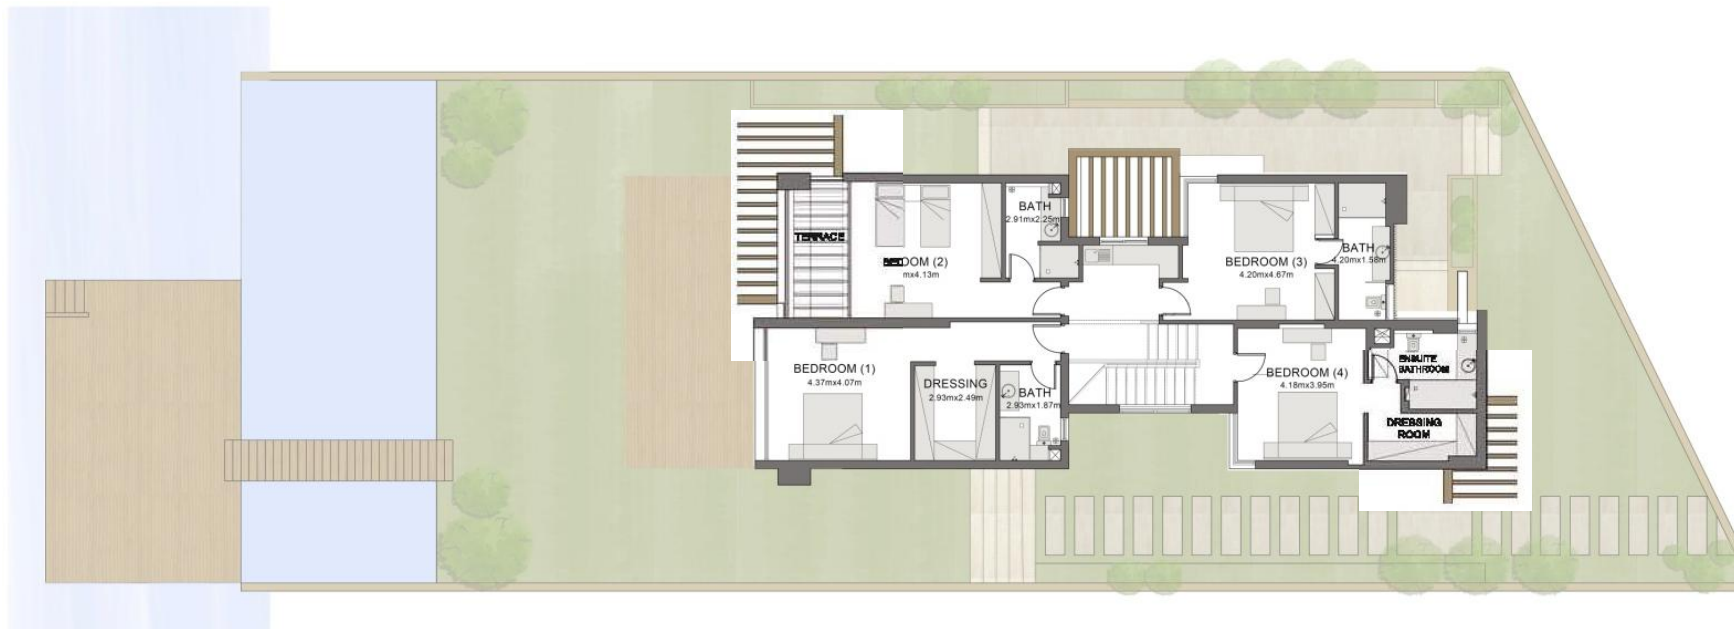 TERRACE
OOM (2)
mx4.13m
BATH
2.91mx2.25m
BEDROOM (3)
4.20mx4.67m
BATH
4.20mx1.58m
BEDROOM (1)
4.37mx4.07m
DRESSING
2.93mx2.49m
BATH
2.93mx1.87m
BEDROOM (4)
4.18mx3.95m
ENSUITE
BATHROOM
DRESSING
ROOM